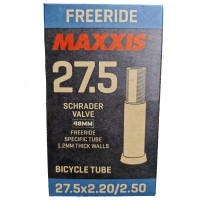 FREERIDE
MAXXIS
27.5
SCHRADER
VALVE
48MM
FREERIDE
SPECIFIC TUBE
1.2MM THICK WALLS
BICYCLE TUBE
27.5x2.20/2.50